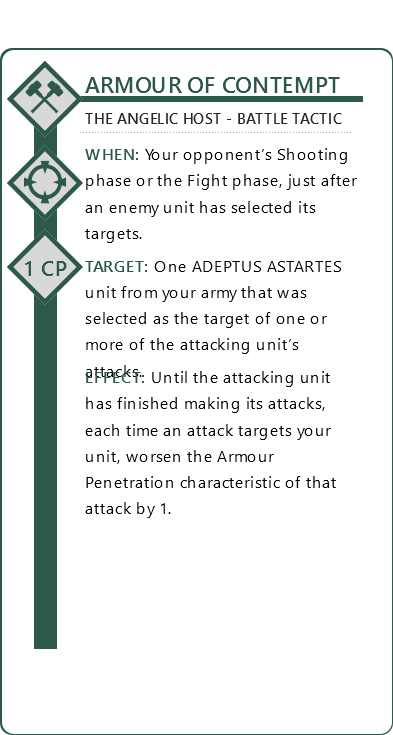 ARMOUR OF CONTEMPT
THE ANGELIC HOST - BATTLE TACTIC
WHEN: Your opponent's Shooting
phase or the Fight phase, just after
an enemy unit has selected its
targets.
1 CP
TARGET: One ADEPTUS ASTARTES
unit from your army that was
selected as the target of one or
more of the attacking unit's
attacks.
EFFECT: Until the attacking unit
has finished making its attacks,
each time an attack targets your
unit, worsen the Armour
Penetration characteristic of that
attack by 1.